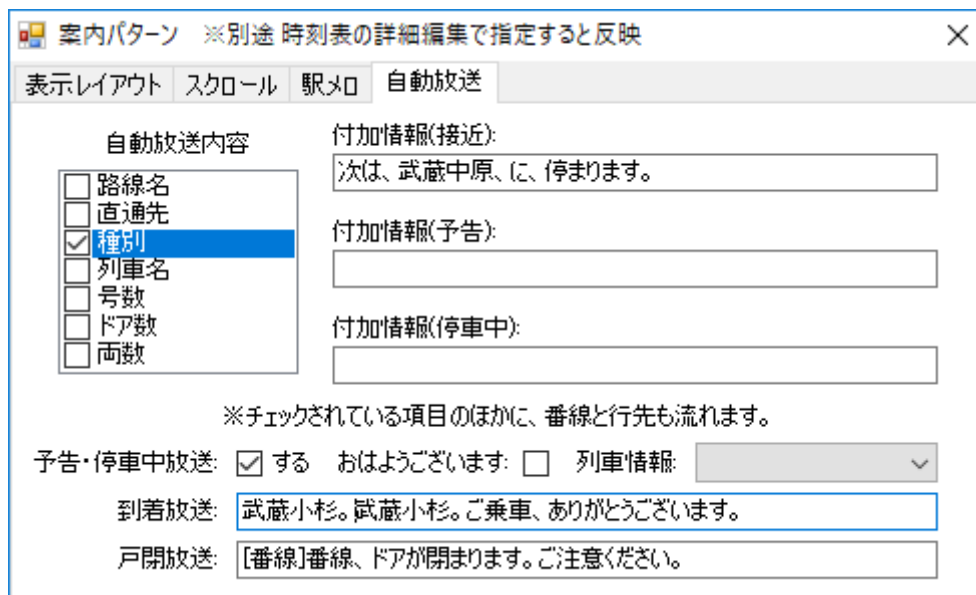 案内パターン ※別途 時刻表の詳細編集で指定すると反映
表示レイアウト スクロール 駅メロ 自動放送
自動放送内容
路線名
直通先
種別
列車名
号数
ドア数
両数
付加情報(接近):
次は、武蔵中原、に、停まります。
付加情報(予告):
付加情報(停車中):
※チェックされている項目のほかに、番線と行先も流れます。
予告・停車中放送: する おはようございます: 列車情報:
到着放送: 武蔵小杉。武蔵小杉。ご乗車、ありがとうございます。
戸閉放送: [番線]番線、ドアが閉まります。ご注意ください。